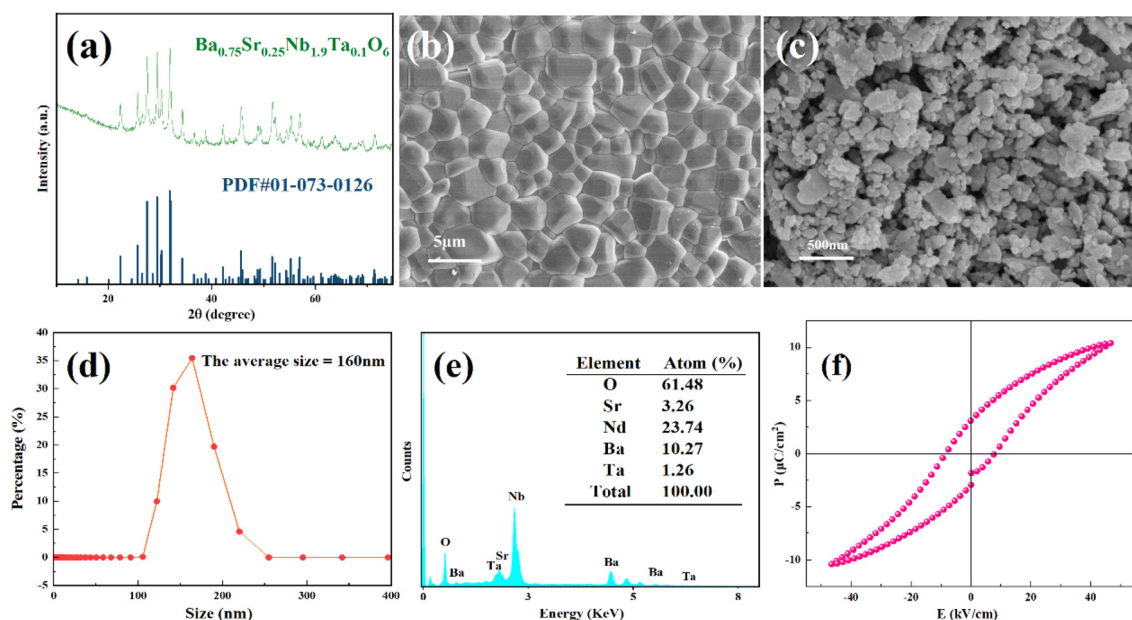 (a)
Ba0.75Sr0.25Nb1.9Ta0.1O6
PDF#01-073-0126
Intensity (a.u.)
20 40 60
2θ (degree)
(b)
5μm
(c)
500nm
(d)
The average size = 160nm
40
35
30
25
20
15
10
5
0
-5
Percentage (%)
0 100 200 300 400
Size (nm)
(e)
Element Atom (%)
O 61.48
Sr 3.26
Nd 23.74
Ba 10.27
Ta 1.26
Total 100.00
Counts
O
Ba
Ta
Sr
Nb
Ba
Ba
Ta
0 3 8
Energy (KeV)
(f)
10
5
0
-5
-10
P (μC/cm2)
-40 -20 0 20 40
E (kV/cm)